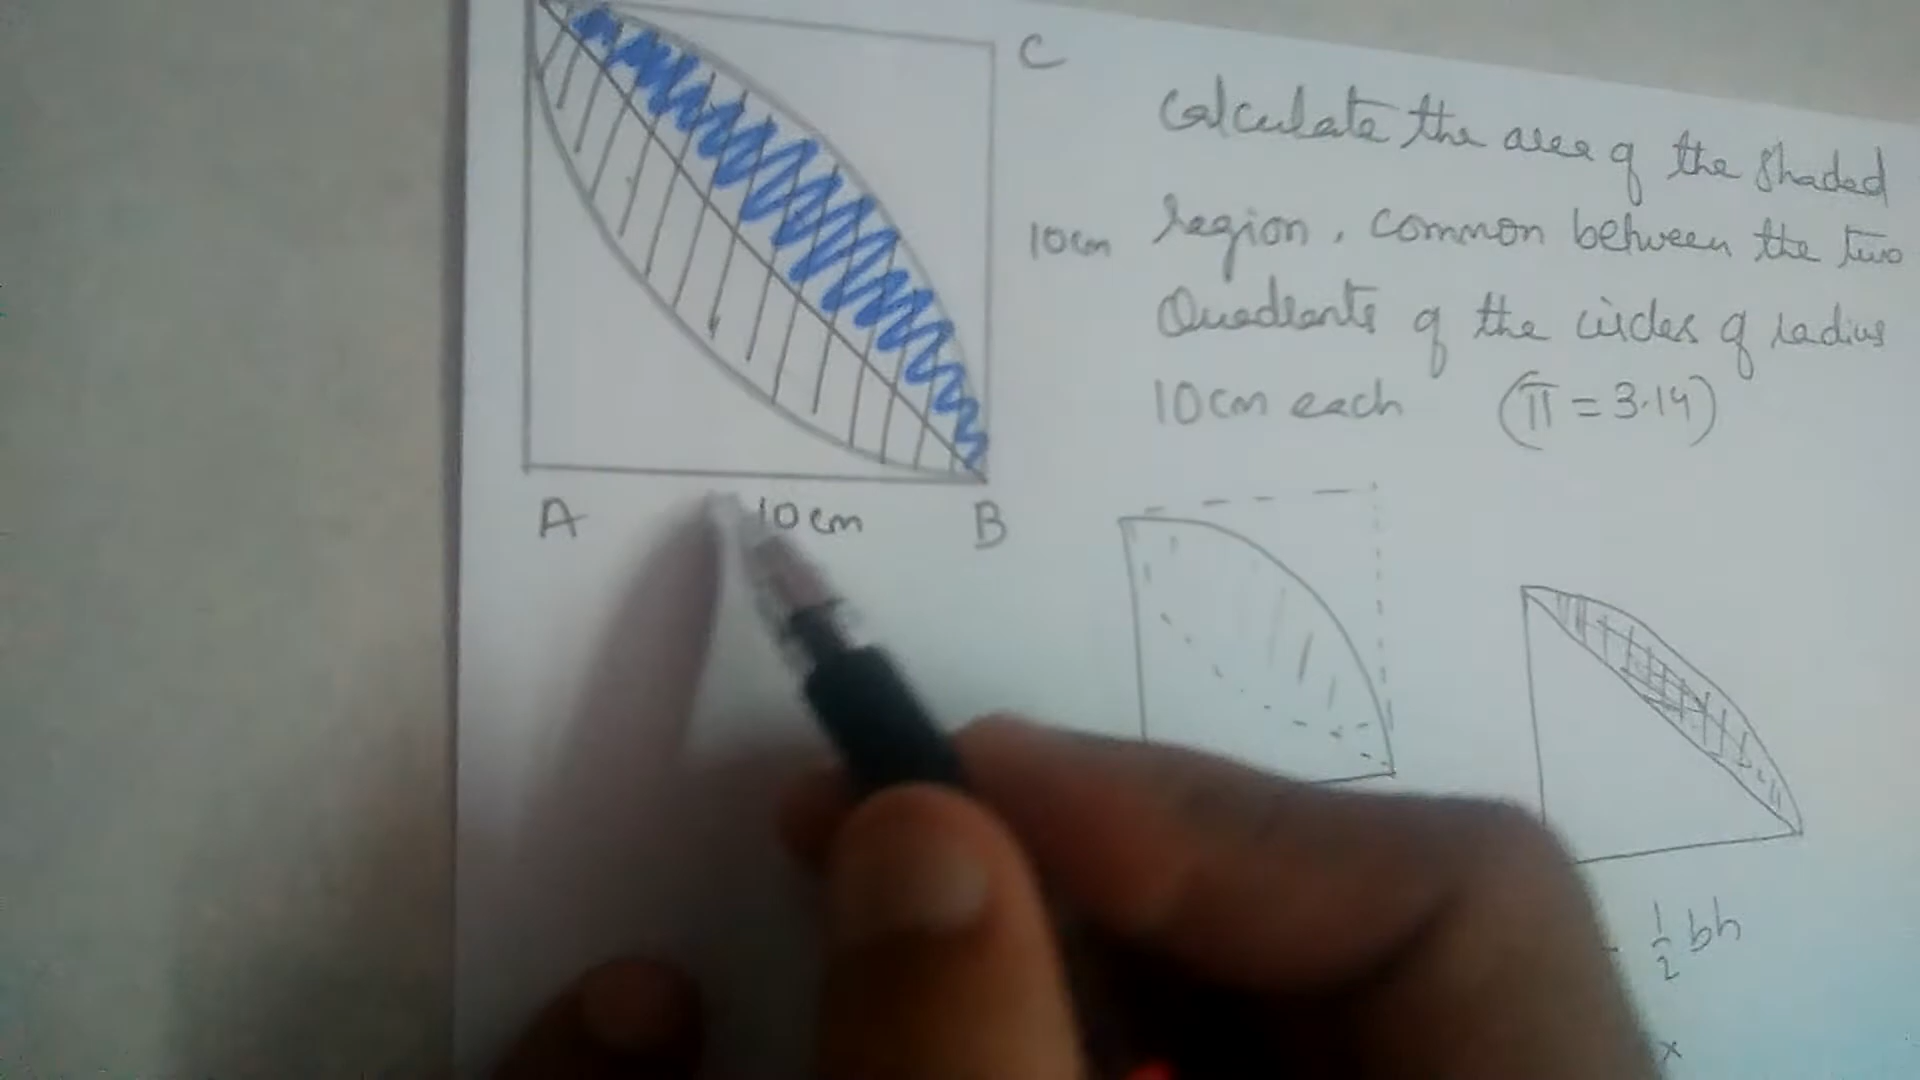 C
Calculate the area of the shaded
10cm
region, common between the two
Quadrants of the circles of radius
10cm each (π = 3.14)
A
10cm
B
- 1/2 bh
x